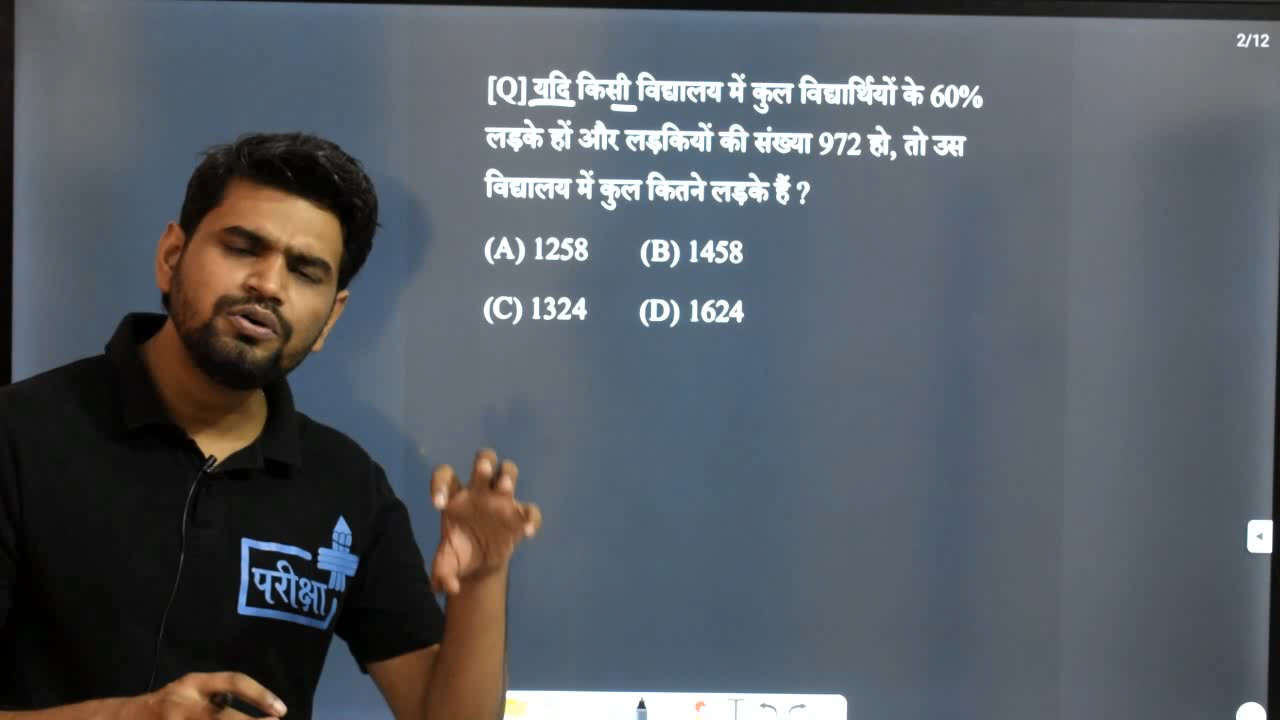 2/12
[Q] यदि किसी विद्यालय में कुल विद्यार्थियों के 60%
लड़के हों और लड़कियों की संख्या 972 हो, तो उस
विद्यालय में कुल कितने लड़के हैं ?
(A) 1258 (B) 1458
(C) 1324 (D) 1624
परीक्षा